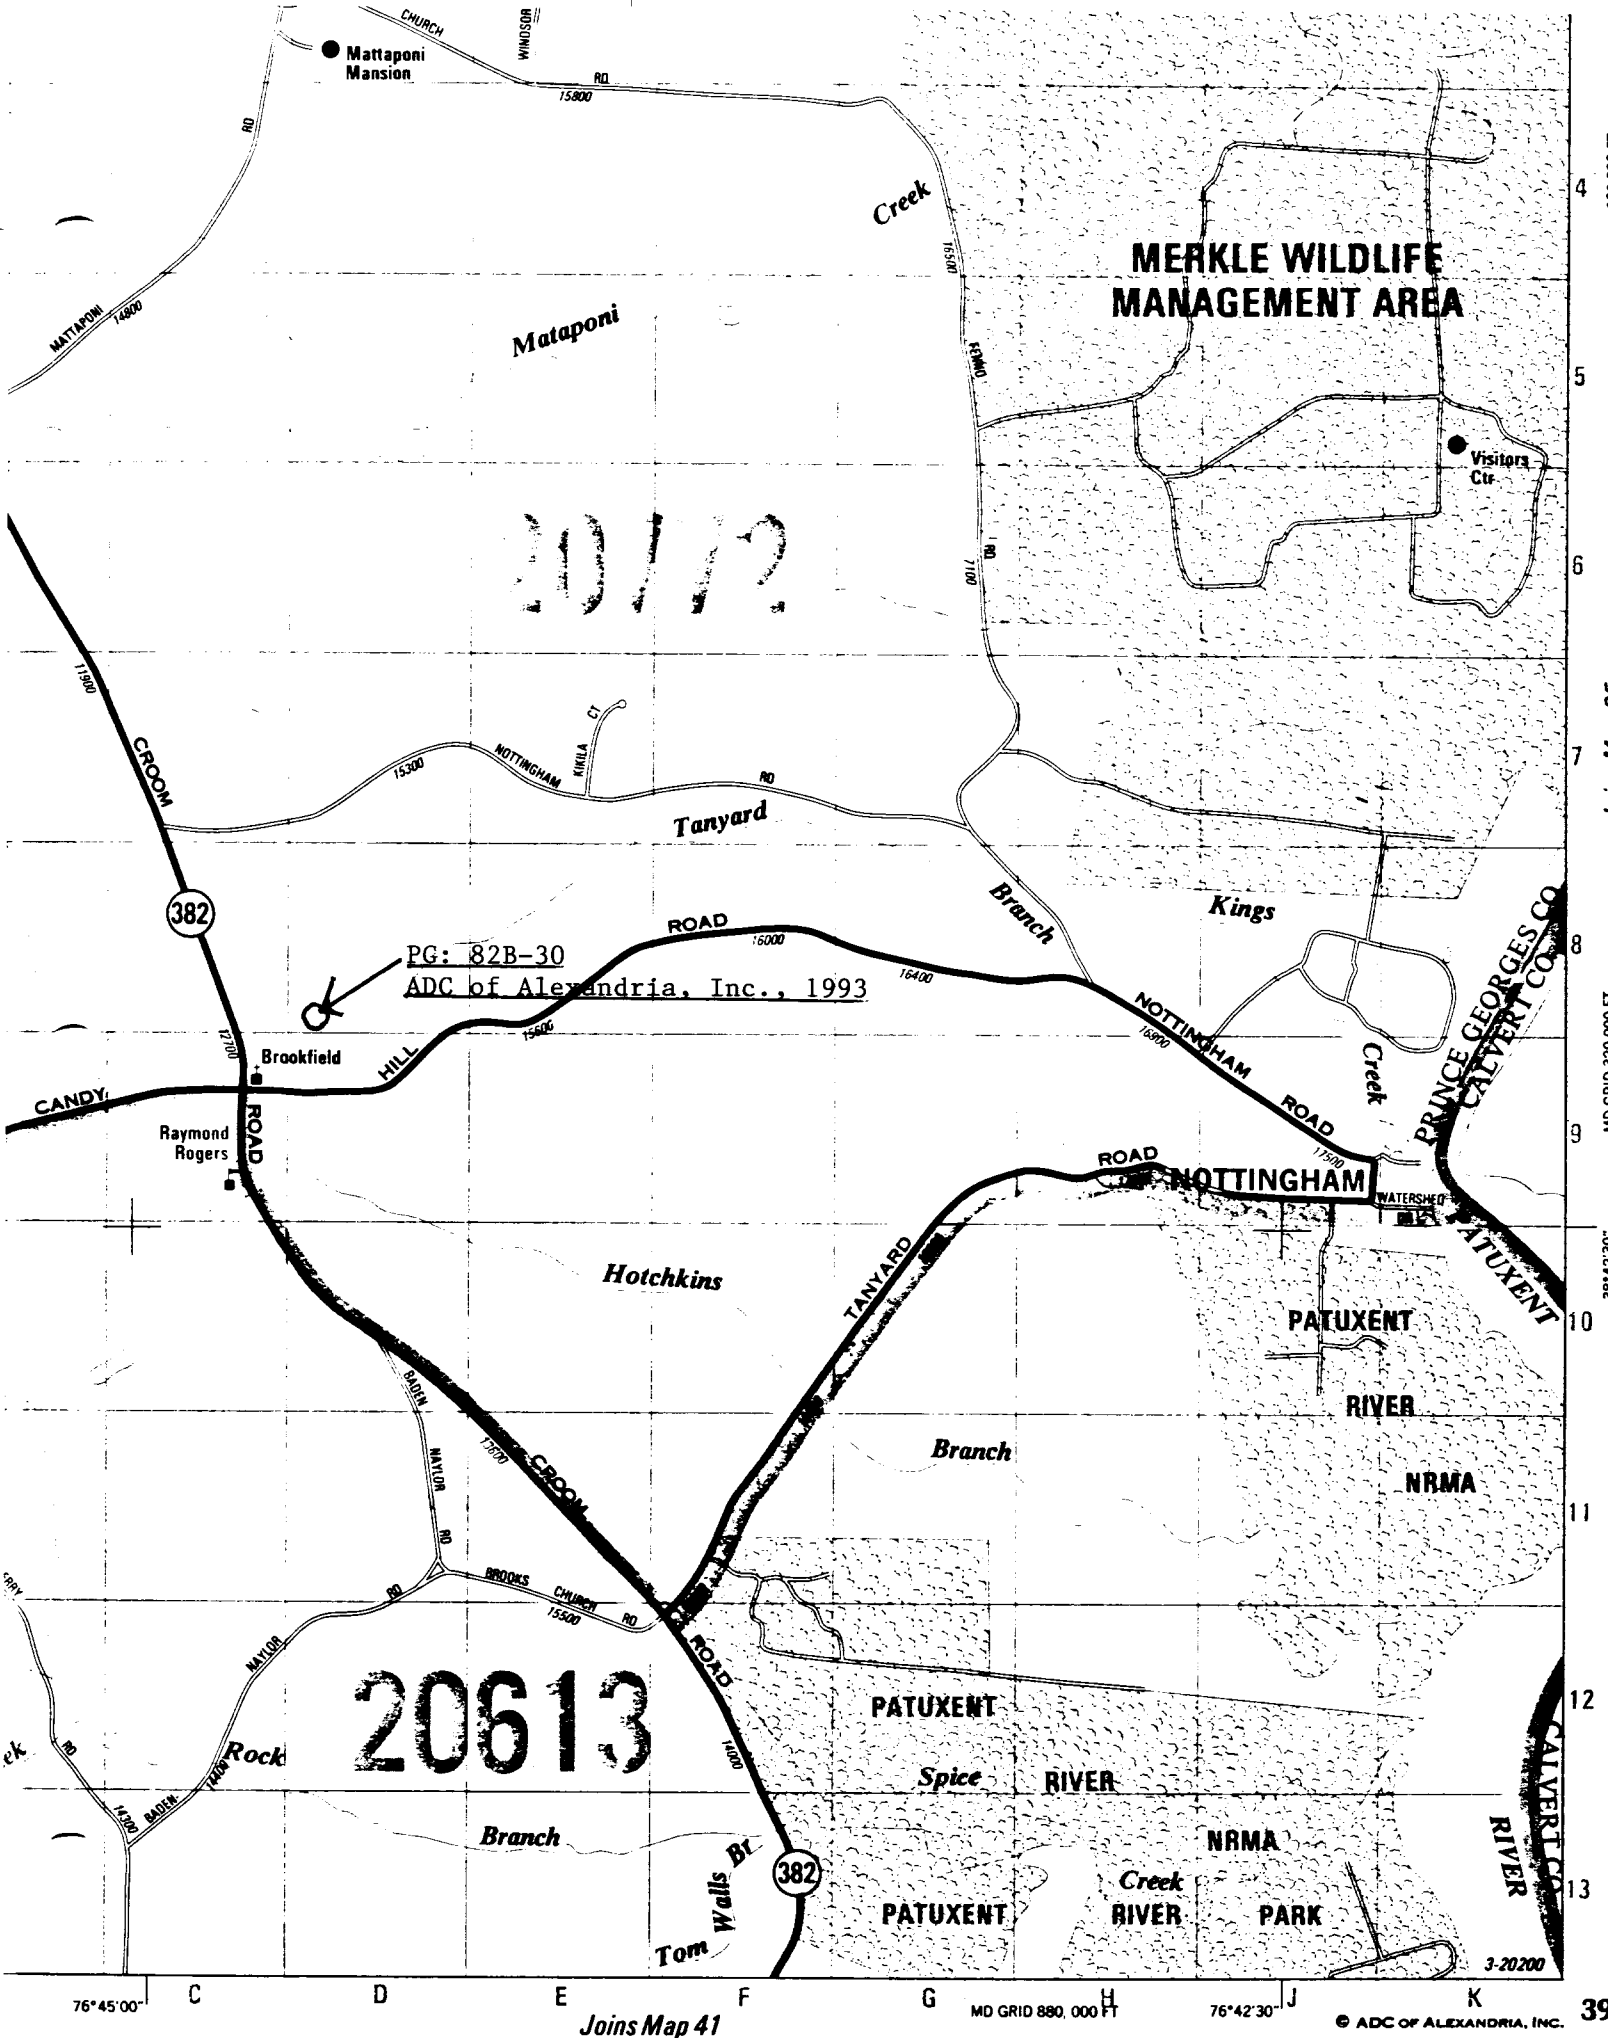 CHURCH
WINDSOR
Mattaponi
Mansion
RD
15800
RD
Creek
4
16500
MERKLE WILDLIFE
MANAGEMENT AREA
MATTAPONI
14800
Mataponi
FENNO
5
Visitors
Ctr
RD
7100
6
11900
CROOM
KIKILA CT
NOTTINGHAM
15300
RD
7
Tanyard
Branch
Kings
382
ROAD
16000
8
PG: 82B-30
ADC of Alexandria, Inc., 1993
16400
PRINCE GEORGES CO
CALVERT CO
NOTTINGHAM
16900
12700
15600
Brookfield
HILL
Creek
CANDY
ROAD
ROAD
17500
9
Raymond
Rogers
ROAD
NOTTINGHAM
WATERSHED
PATUXENT
Hotchkins
TANYARD
PATUXENT
10
BADEN
RIVER
13600
Branch
NRMA
NAYLOR
CROOM
11
RD
BROOKS
CHURCH
RD
15500
RD
NAYLOR
ROAD
20613
PATUXENT
12
RD
Rock
14400
14000
Spice
RIVER
CALVERT CO
14300
BADEN
Branch
NRMA
RIVER
Tom Walls Br
382
Creek
13
PATUXENT
RIVER
PARK
3-20200
76°45'00"
C
D
E
F
G
H
J
K
MD GRID 880,000 FT
76°42'30"
39
Joins Map 41
© ADC OF ALEXANDRIA, INC.